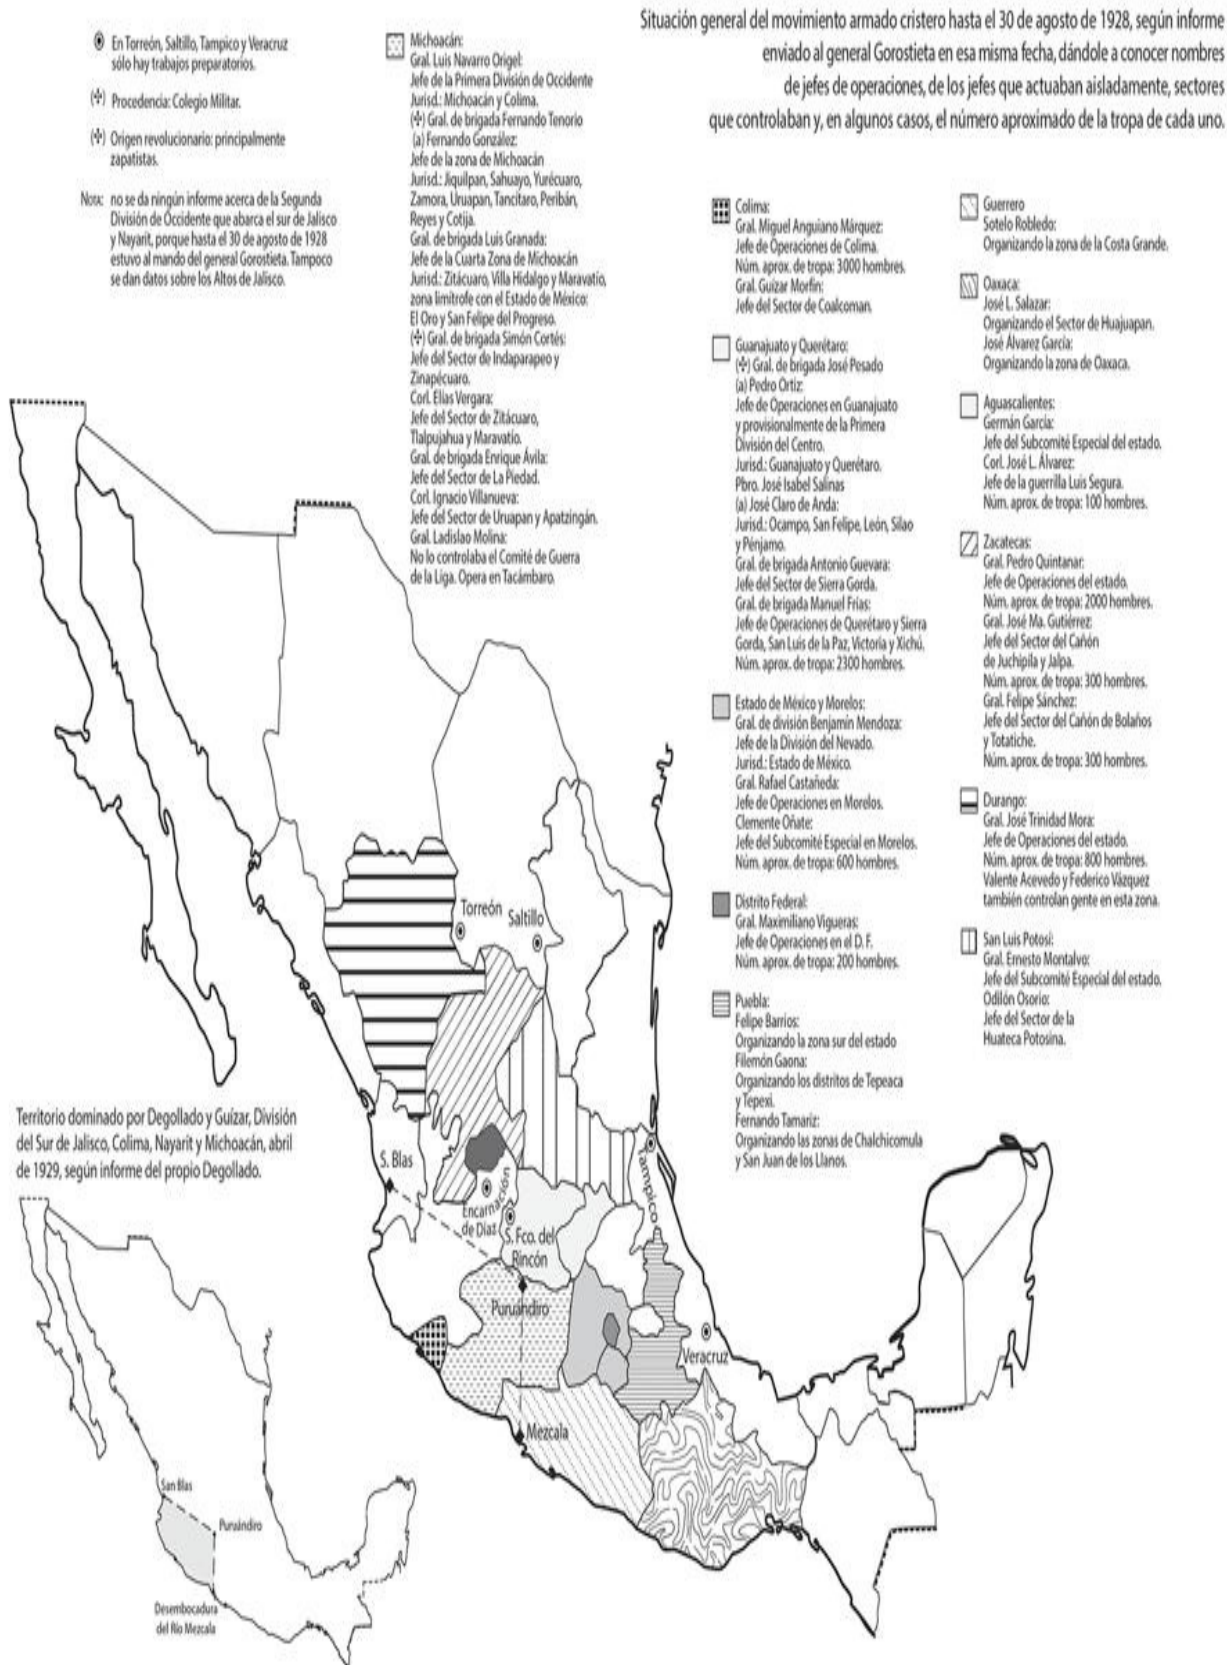 Situación general del movimiento armado cristero hasta el 30 de agosto de 1928, según informe
enviado al general Gorostieta en esa misma fecha, dándole a conocer nombres
de jefes de operaciones, de los jefes que actuaban aisladamente, sectores
que controlaban y, en algunos casos, el número aproximado de la tropa de cada uno.
En Torreón, Saltillo, Tampico y Veracruz
sólo hay trabajos preparatorios.
(✣) Procedencia: Colegio Militar.
(✣) Origen revolucionario: principalmente
zapatistas.
Nota: no se da ningún informe acerca de la Segunda
División de Occidente que abarca el sur de Jalisco
y Nayarit, porque hasta el 30 de agosto de 1928
estuvo al mando del general Gorostieta. Tampoco
se dan datos sobre los Altos de Jalisco.
Michoacán:
Gral. Luis Navarro Origel:
Jefe de la Primera División de Occidente
Jurisd.: Michoacán y Colima.
(✣) Gral. de brigada Fernando Tenorio
(a) Fernando González:
Jefe de la zona de Michoacán
Jurisd.: Jiquilpan, Sahuayo, Yurécuaro,
Zamora, Uruapan, Tancítaro, Peribán,
Reyes y Cotija.
Gral. de brigada Luis Granada:
Jefe de la Cuarta Zona de Michoacán
Jurisd.: Zitácuaro, Villa Hidalgo y Maravatío,
zona limítrofe con el Estado de México:
El Oro y San Felipe del Progreso.
(✣) Gral. de brigada Simón Cortés:
Jefe del Sector de Indaparapeo y
Zinapécuaro.
Corl. Elías Vergara:
Jefe del Sector de Zitácuaro,
Tlalpujahua y Maravatío.
Gral. de brigada Enrique Ávila:
Jefe del Sector de La Piedad.
Corl. Ignacio Villanueva:
Jefe del Sector de Uruapan y Apatzingán.
Gral. Ladislao Molina:
No lo controlaba el Comité de Guerra
de la Liga. Opera en Tacámbaro.
Colima:
Gral. Miguel Anguiano Márquez:
Jefe de Operaciones de Colima.
Núm. aprox. de tropa: 3000 hombres.
Gral. Guízar Morfín:
Jefe del Sector de Coalcoman.
Guanajuato y Querétaro:
(✣) Gral. de brigada José Pesado
(a) Pedro Ortiz:
Jefe de Operaciones en Guanajuato
y provisionalmente de la Primera
División del Centro.
Jurisd.: Guanajuato y Querétaro.
Pbro. José Isabel Salinas
(a) José Claro de Anda:
Jurisd.: Ocampo, San Felipe, León, Silao
y Pénjamo.
Gral. de brigada Antonio Guevara:
Jefe del Sector de Sierra Gorda.
Gral. de brigada Manuel Frías:
Jefe de Operaciones de Querétaro y Sierra
Gorda, San Luis de la Paz, Victoria y Xichú.
Núm. aprox. de tropa: 2300 hombres.
Estado de México y Morelos:
Gral. de división Benjamín Mendoza:
Jefe de la División del Nevado.
Jurisd.: Estado de México.
Gral. Rafael Castañeda:
Jefe de Operaciones en Morelos.
Clemente Oñate:
Jefe del Subcomité Especial en Morelos.
Núm. aprox. de tropa: 600 hombres.
Distrito Federal:
Gral. Maximiliano Vigueras:
Jefe de Operaciones en el D. F.
Núm. aprox. de tropa: 200 hombres.
Puebla:
Felipe Barrios:
Organizando la zona sur del estado
Filemón Gaona:
Organizando los distritos de Tepeaca
y Tepexi.
Fernando Tamariz:
Organizando las zonas de Chalchicomula
y San Juan de los Llanos.
Guerrero
Sotelo Robledo:
Organizando la zona de la Costa Grande.
Oaxaca:
José L. Salazar:
Organizando el Sector de Huajuapan.
José Álvarez García:
Organizando la zona de Oaxaca.
Aguascalientes:
Germán García:
Jefe del Subcomité Especial del estado.
Corl. José L. Álvarez:
Jefe de la guerrilla Luis Segura.
Núm. aprox. de tropa: 100 hombres.
Zacatecas:
Gral. Pedro Quintanar:
Jefe de Operaciones del estado.
Núm. aprox. de tropa: 2000 hombres.
Gral. José Ma. Gutiérrez:
Jefe del Sector del Cañón
de Juchipila y Jalpa.
Núm. aprox. de tropa: 300 hombres.
Gral. Felipe Sánchez:
Jefe del Sector del Cañón de Bolaños
y Totatiche.
Núm. aprox. de tropa: 300 hombres.
Durango:
Gral. José Trinidad Mora:
Jefe de Operaciones del estado.
Núm. aprox. de tropa: 800 hombres.
Valente Acevedo y Federico Vázquez
también controlan gente en esta zona.
San Luis Potosí:
Gral. Ernesto Montalvo:
Jefe del Subcomité Especial del estado.
Odilón Osorio:
Jefe del Sector de la
Huateca Potosina.
Torreón
Saltillo
Tampico
S. Blas
Encarnación
de Díaz
S. Fco. del
Rincón
Puruándiro
Veracruz
Mezcala
Territorio dominado por Degollado y Guízar, División
del Sur de Jalisco, Colima, Nayarit y Michoacán, abril
de 1929, según informe del propio Degollado.
San Blas
Puruándiro
Desembocadura
del Río Mezcala